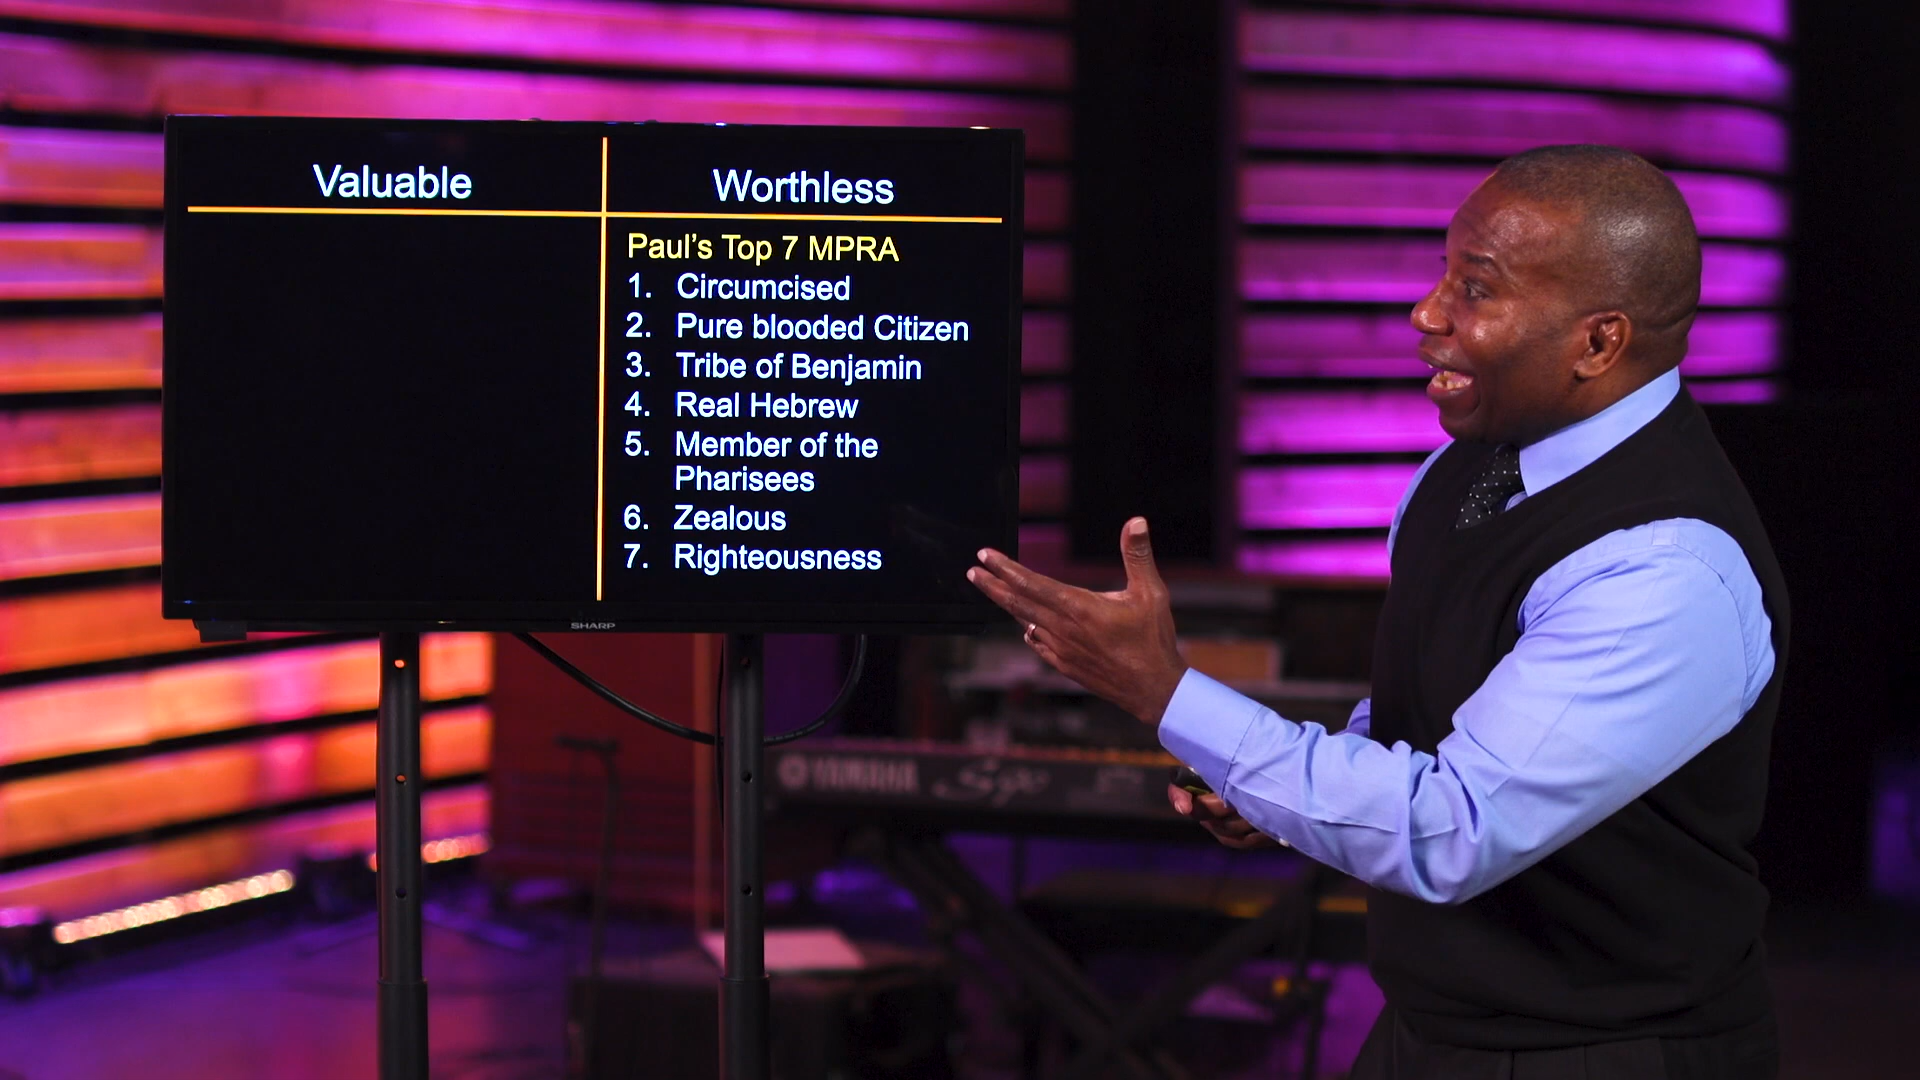 Valuable
Worthless
Paul's Top 7 MPRA
1. Circumcised
2. Pure blooded Citizen
3. Tribe of Benjamin
4. Real Hebrew
5. Member of the
Pharisees
6. Zealous
7. Righteousness
SHARP
YAMAHA
S90